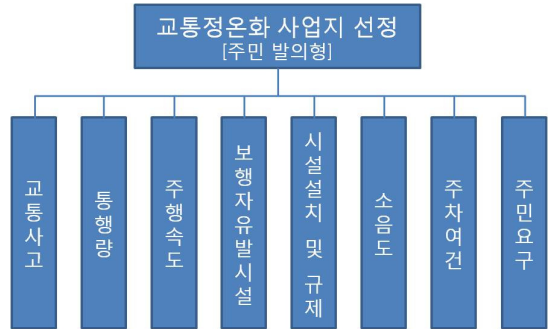 교통정온화 사업지 선정
[주민 발의형]
교통사고
통행량
주행속도
보행자유발시설
시설설치 및 규제
소음도
주차여건
주민요구